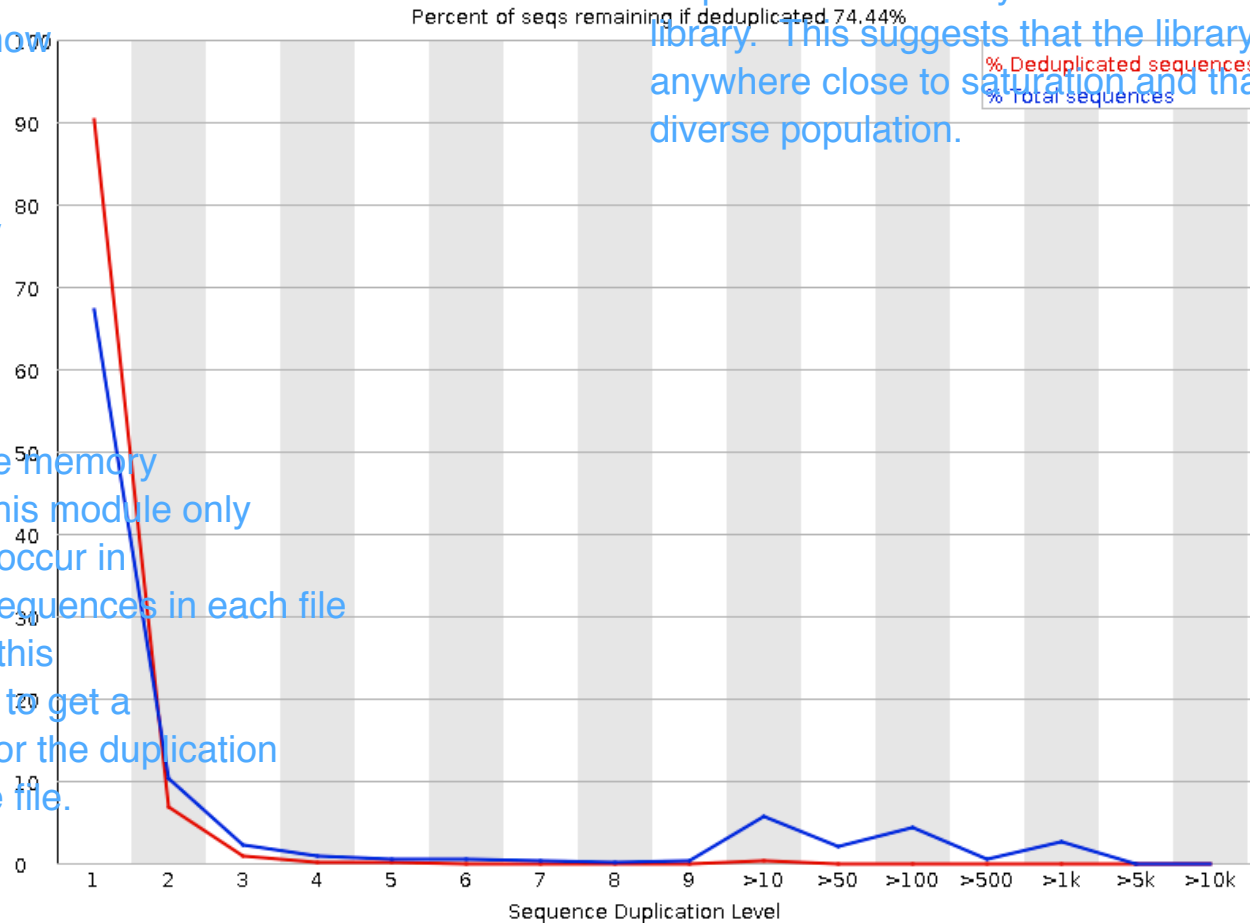 Percent of seqs remaining if deduplicated 74.44%
library. This suggests that the library
% Deduplicated sequences
anywhere close to saturation and tha
% Total sequences
diverse population.
100
90
80
70
60
50
40
30
20
10
0
e memory
his module only
occur in
equences in each file
this
to get a
or the duplication
e file.
1 2 3 4 5 6 7 8 9 >10 >50 >100 >500 >1k >5k >10k
Sequence Duplication Level